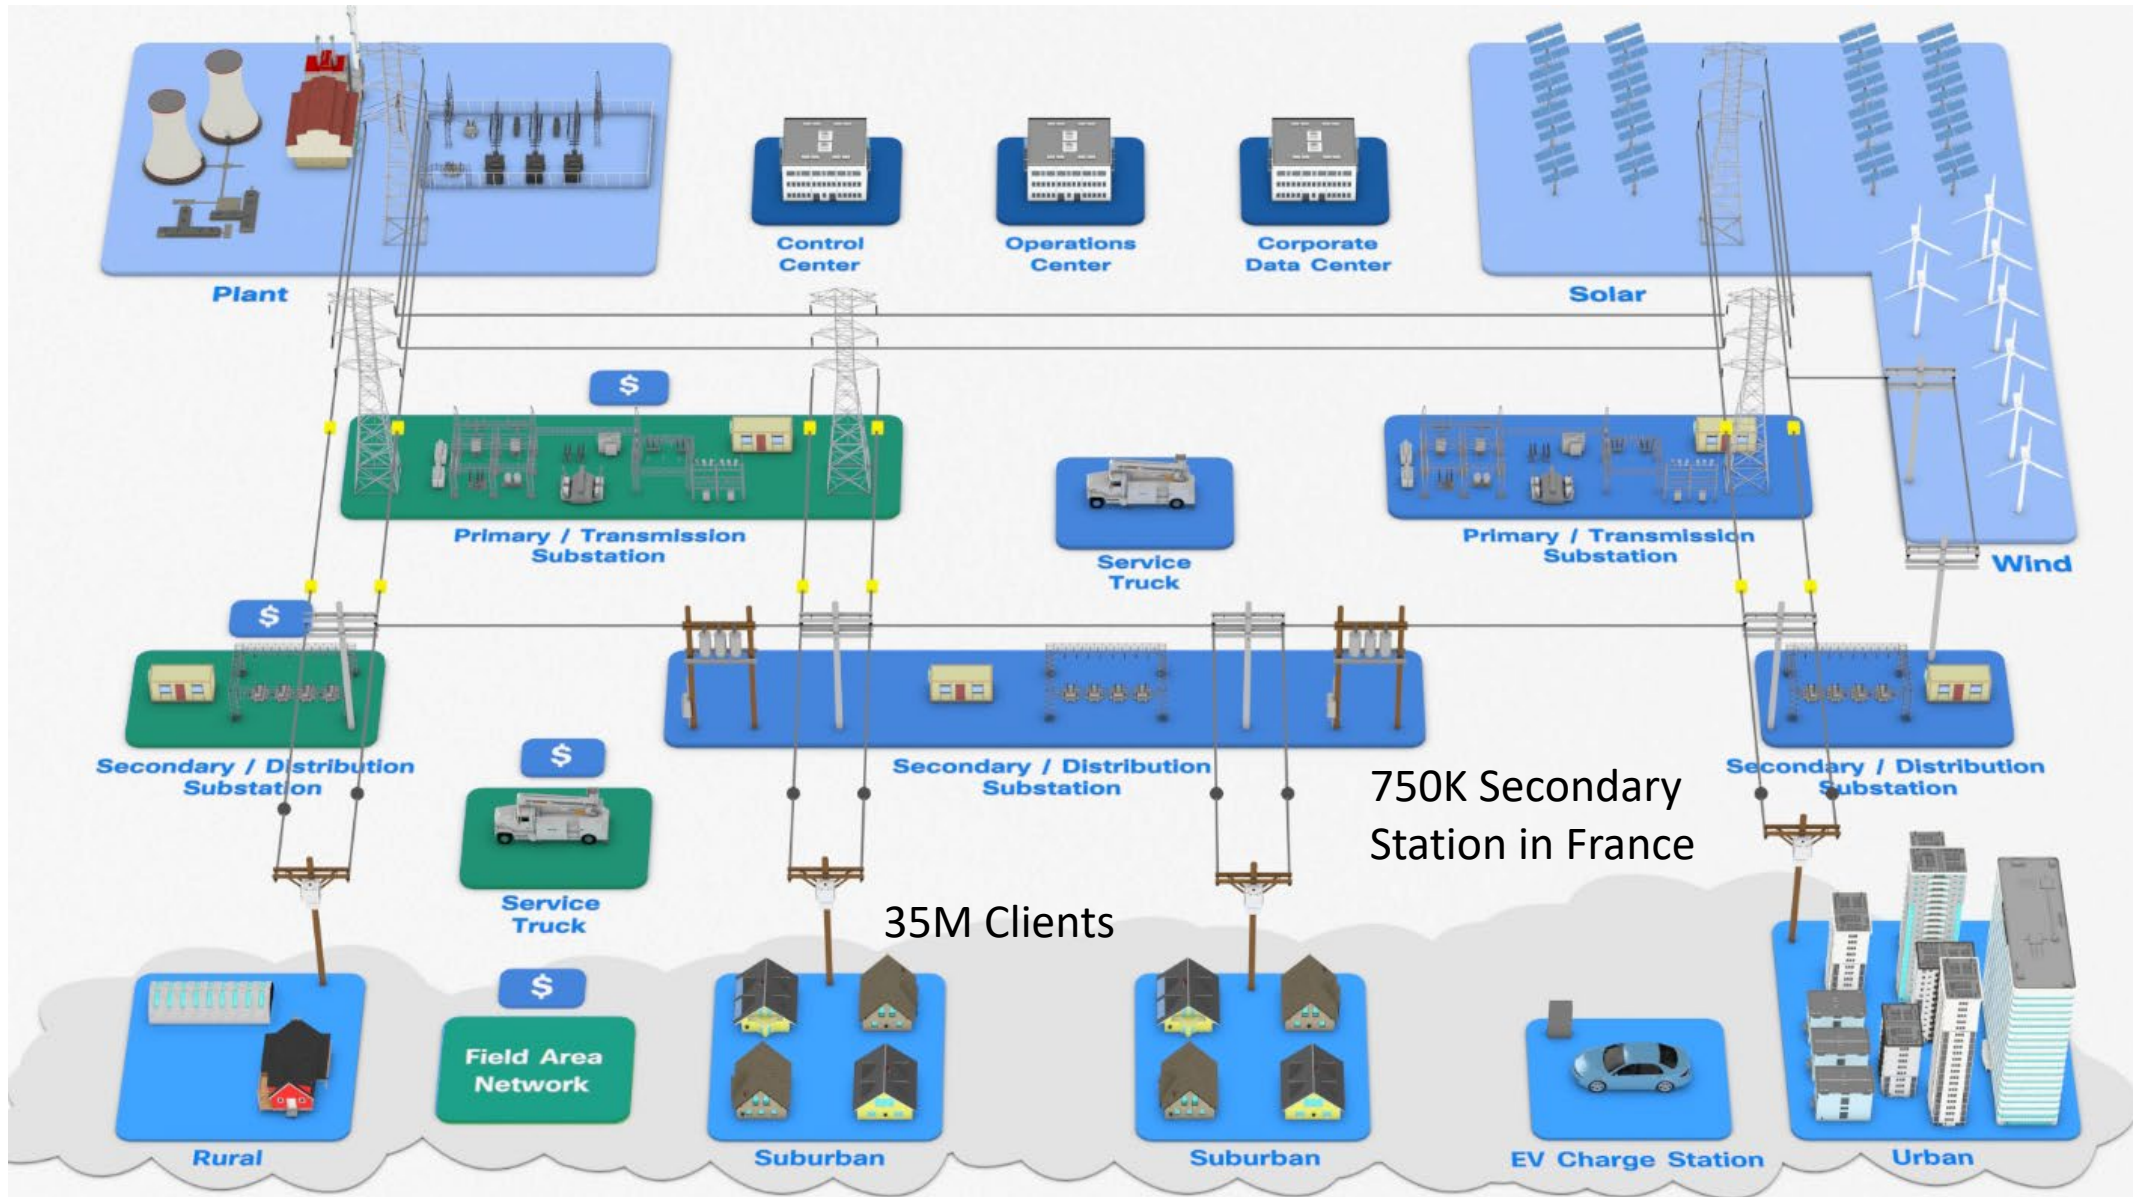 Control
Center
Operations
Center
Corporate
Data Center
Plant
Solar
$
Primary / Transmission
Substation
Service
Truck
Primary / Transmission
Substation
Wind
$
Secondary / Distribution
Substation
$
Secondary / Distribution
Substation
750K Secondary
Station in France
Secondary / Distribution
Substation
Service
Truck
35M Clients
$
Field Area
Network
Rural
Suburban
Suburban
EV Charge Station
Urban